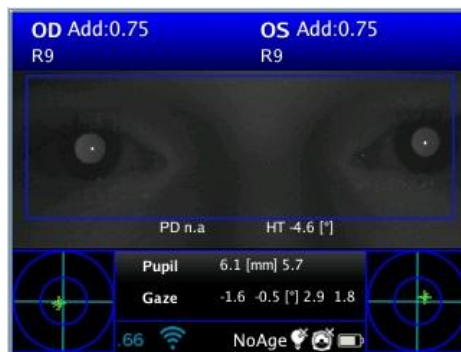 OD Add:0.75 OS Add:0.75
R9 R9
PD n.a HT -4.6 [°]
Pupil 6.1 [mm] 5.7
Gaze -1.6 -0.5 [°] 2.9 1.8
.66 NoAge